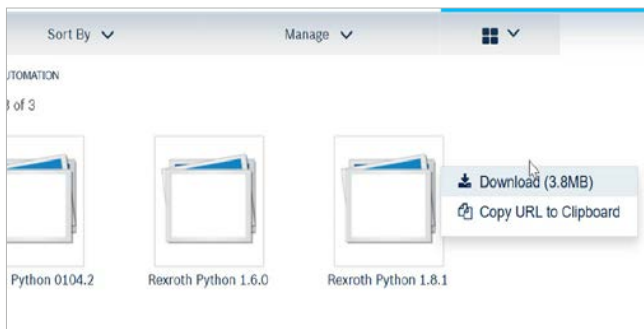 Sort By
Manage
UTOMATION
3 of 3
Download (3.8MB)
Copy URL to Clipboard
Python 0104.2
Rexroth Python 1.6.0
Rexroth Python 1.8.1